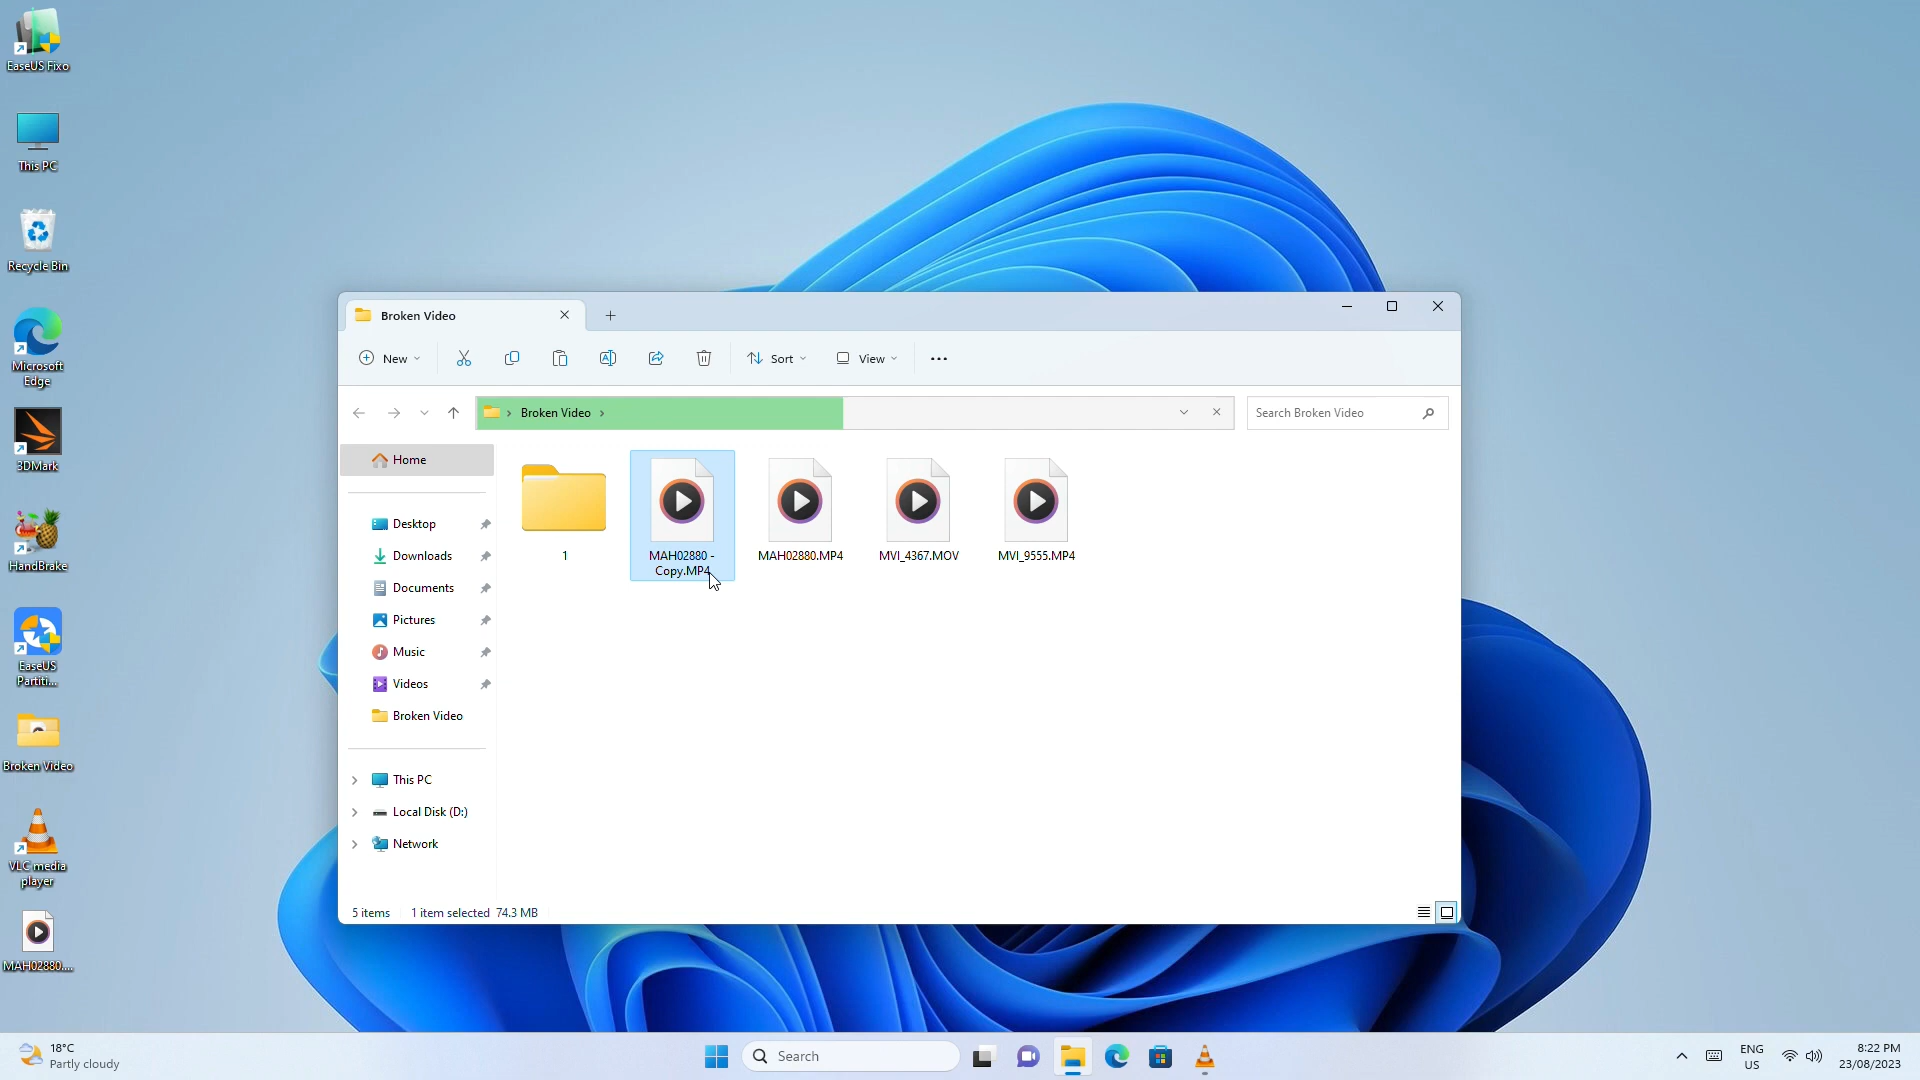 EaseUS Fixo
This PC
Recycle Bin
Microsoft
Edge
3DMark
HandBrake
EaseUS
Partiti...
Broken Video
VLC media
player
MAH02880....
Broken Video
New
Sort
View
Broken Video
Search Broken Video
Home
Desktop
Downloads
Documents
Pictures
Music
Videos
Broken Video
This PC
Local Disk (D:)
Network
1
MAH02880 -
Copy.MP4
MAH02880.MP4
MVI_4367.MOV
MVI_9555.MP4
5 items
1 item selected 74.3 MB
18°C
Partly cloudy
Search
ENG
US
8:22 PM
23/08/2023